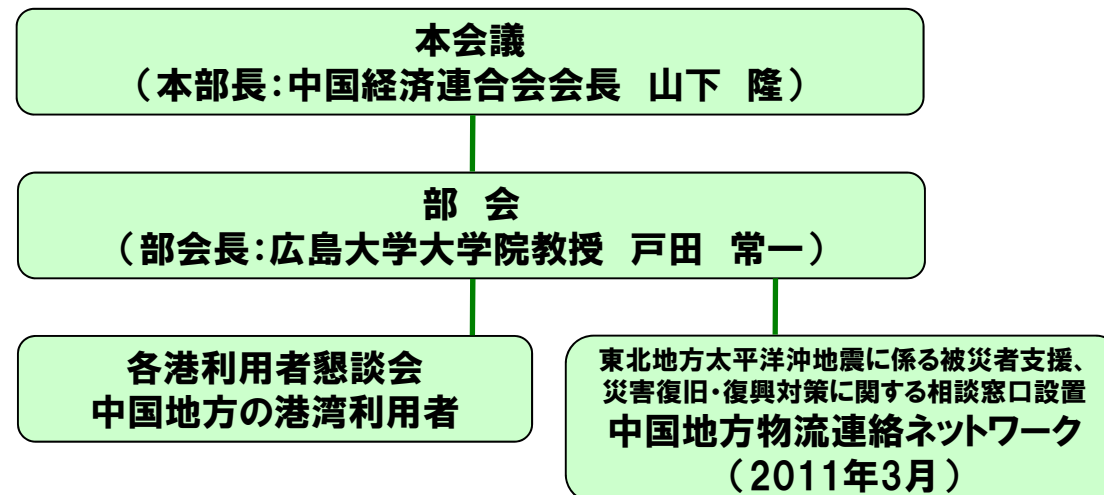 本会議
（本部長：中国経済連合会会長　山下　隆）
部　会
（部会長：広島大学大学院教授　戸田　常一）
各港利用者懇談会
中国地方の港湾利用者
東北地方太平洋沖地震に係る被災者支援、
災害復旧・復興対策に関する相談窓口設置
中国地方物流連絡ネットワーク
（2011年3月）